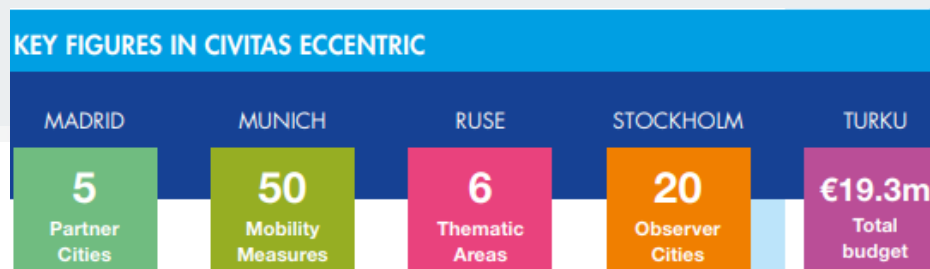 KEY FIGURES IN CIVITAS ECCENTRIC
MADRID MUNICH RUSE STOCKHOLM TURKU
5 50 6 20 €19.3m
Partner Mobility Thematic Observer Total
Cities Measures Areas Cities budget